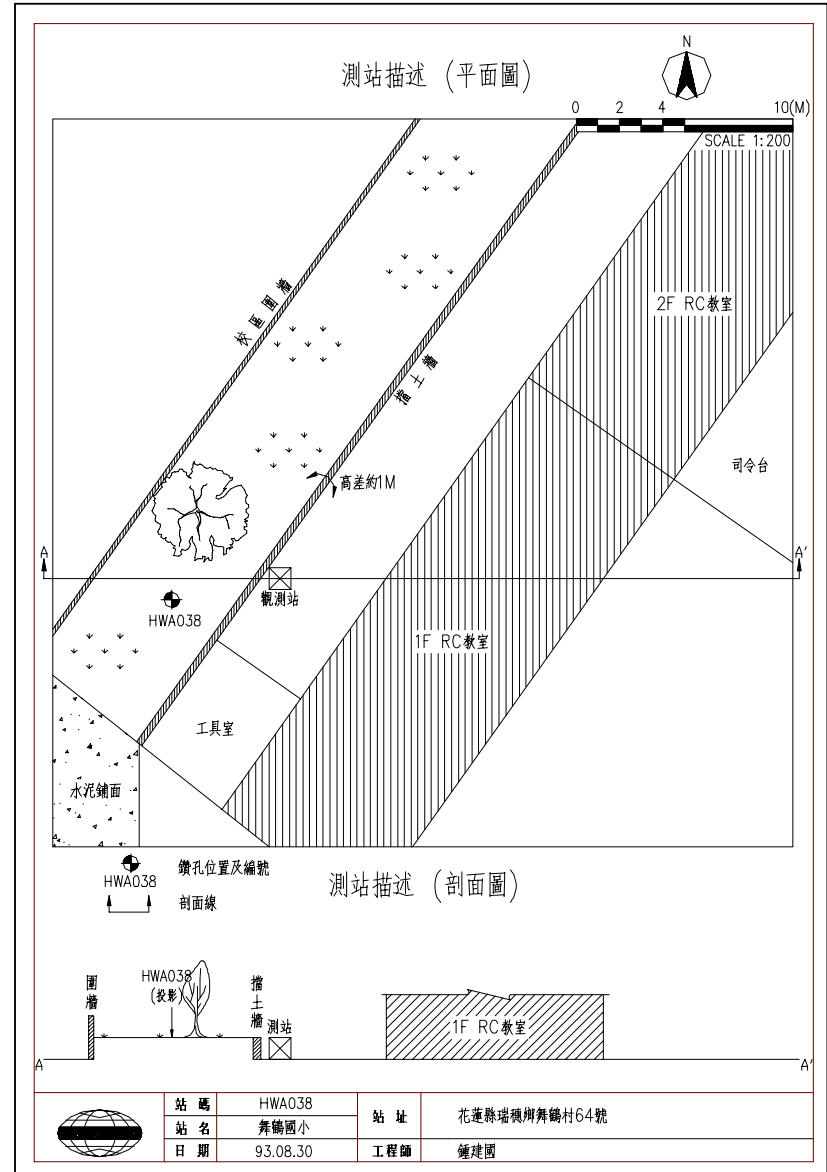 測站描述 (平面圖)
N
0 2 4 10(M)
SCALE 1:200
校區圍牆
擋土牆
2F RC教室
司令台
高差約1M
A A'
觀測站
HWA038
1F RC教室
工具室
水泥鋪面
HWA038 鑽孔位置及編號
剖面線
測站描述 (剖面圖)
圍牆
HWA038
(投影)
擋土牆
測站
1F RC教室
A A'
站碼 HWA038
站名 舞鶴國小
日期 93.08.30
站址 花蓮縣瑞穗鄉舞鶴村64號
工程師 鍾建國